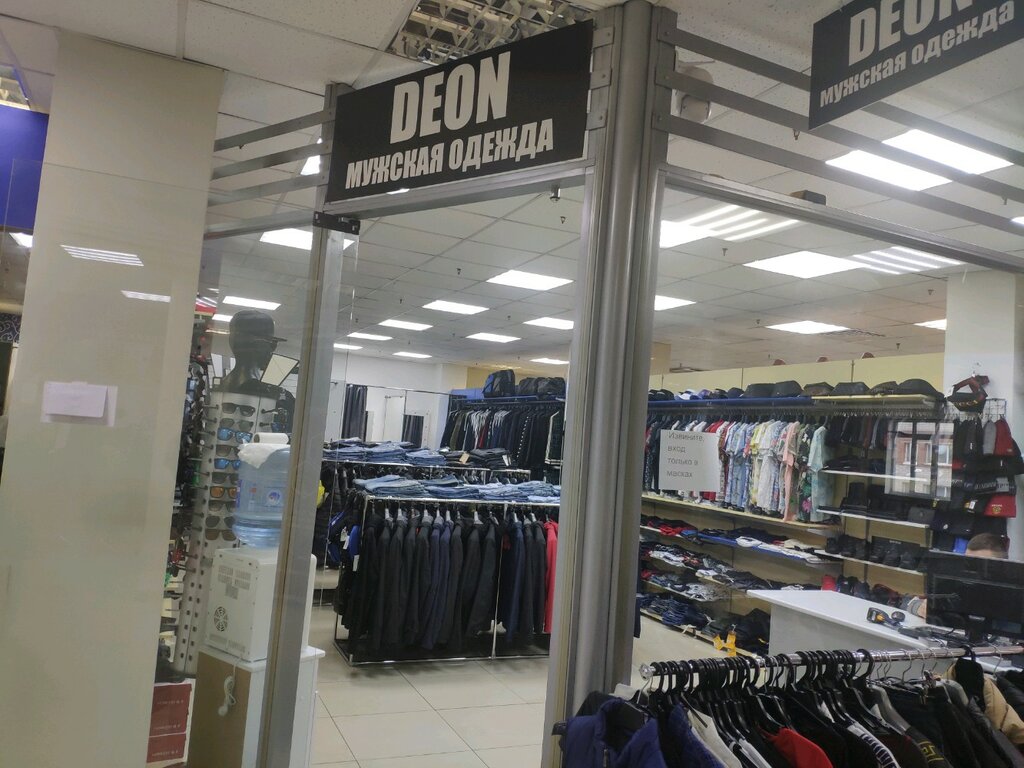 DEON
МУЖСКАЯ ОДЕЖДА
DEON
МУЖСКАЯ ОДЕЖДА
Извините,
вход
только в
масках